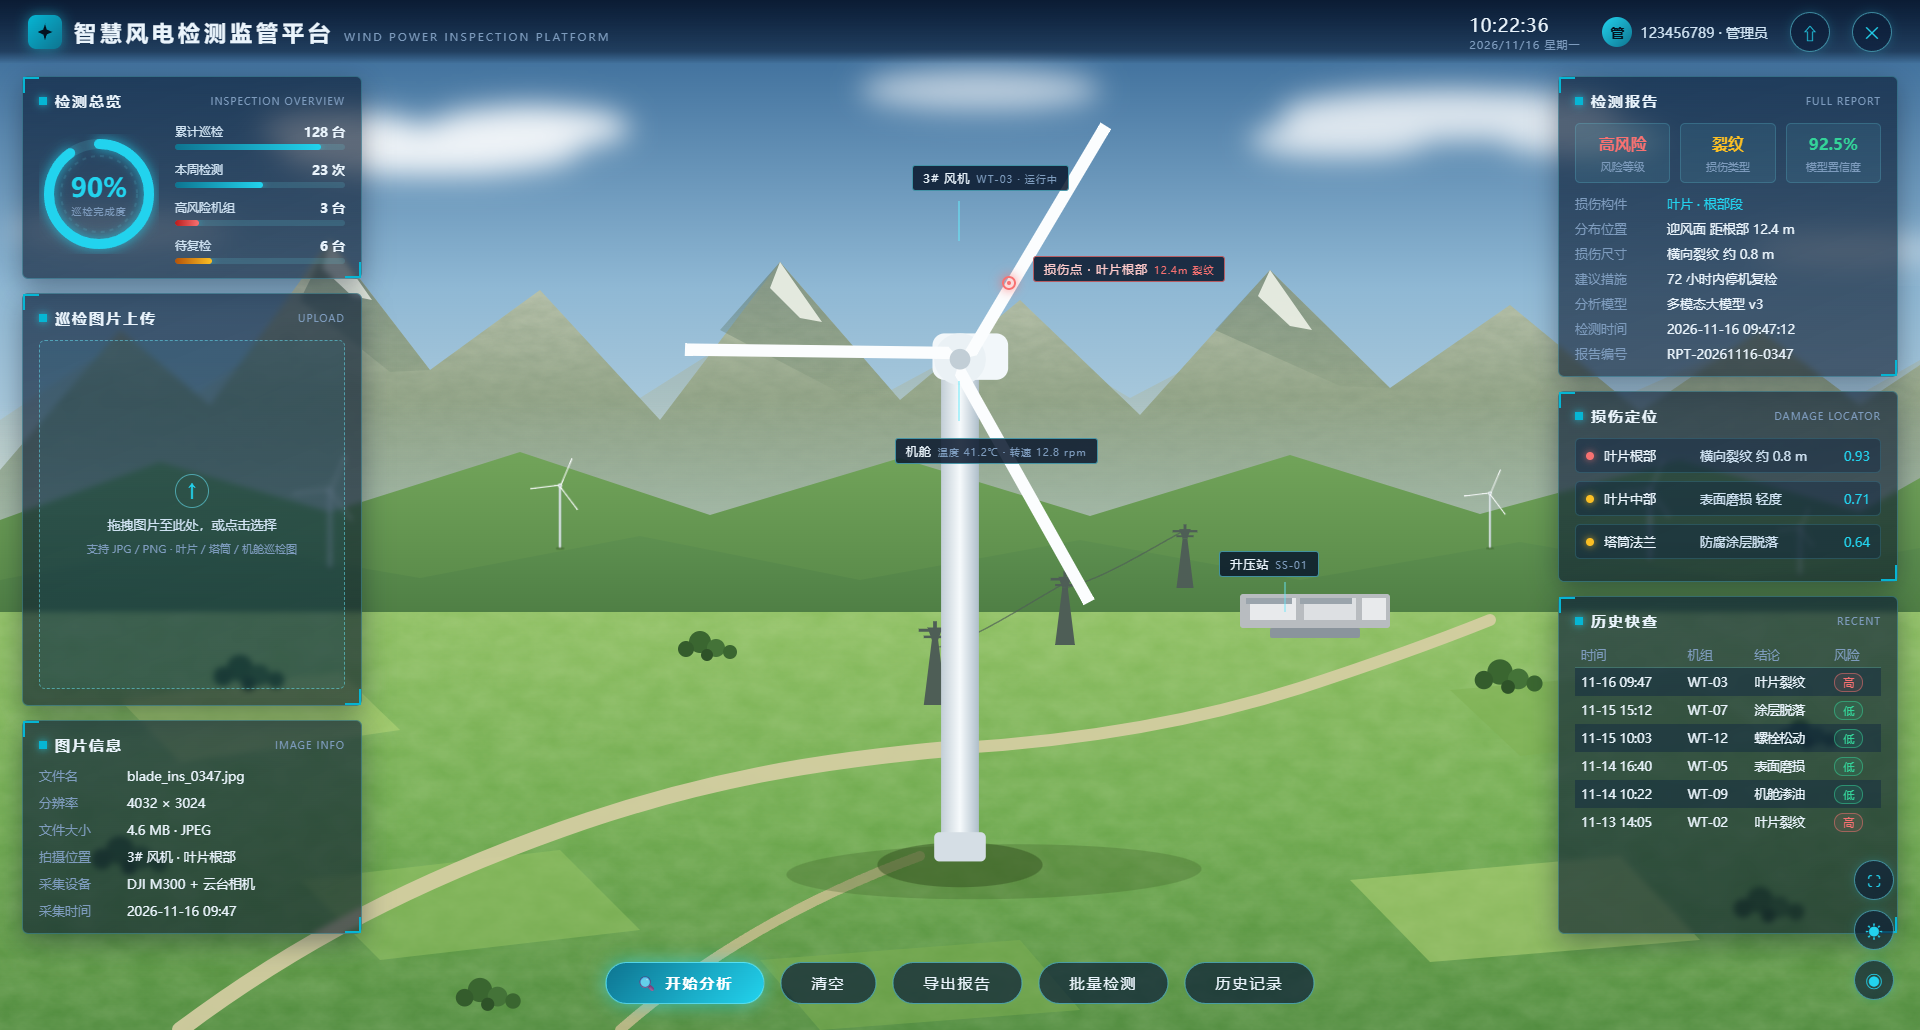 智慧风电检测监管平台 WIND POWER INSPECTION PLATFORM
10:22:36
2026/11/16 星期一
管 123456789 · 管理员
检测总览 INSPECTION OVERVIEW
90%
巡检完成度
累计巡检 128 台
本周检测 23 次
高风险机组 3 台
待复检 6 台
巡检图片上传 UPLOAD
拖拽图片至此处，或点击选择
支持 JPG / PNG · 叶片 / 塔筒 / 机舱巡检图
图片信息 IMAGE INFO
文件名 blade_ins_0347.jpg
分辨率 4032 × 3024
文件大小 4.6 MB · JPEG
拍摄位置 3# 风机 · 叶片根部
采集设备 DJI M300 + 云台相机
采集时间 2026-11-16 09:47
3# 风机 WT-03 · 运行中
损伤点 · 叶片根部 12.4m 裂纹
机舱 温度 41.2℃ · 转速 12.8 rpm
升压站 SS-01
开始分析
清空
导出报告
批量检测
历史记录
检测报告 FULL REPORT
高风险
风险等级
裂纹
损伤类型
92.5%
模型置信度
损伤构件 叶片 · 根部段
分布位置 迎风面 距根部 12.4 m
损伤尺寸 横向裂纹 约 0.8 m
建议措施 72 小时内停机复检
分析模型 多模态大模型 v3
检测时间 2026-11-16 09:47:12
报告编号 RPT-20261116-0347
损伤定位 DAMAGE LOCATOR
叶片根部 横向裂纹 约 0.8 m 0.93
叶片中部 表面磨损 轻度 0.71
塔筒法兰 防腐涂层脱落 0.64
历史快查 RECENT
时间 机组 结论 风险
11-16 09:47 WT-03 叶片裂纹 高
11-15 15:12 WT-07 涂层脱落 低
11-15 10:03 WT-12 螺栓松动 低
11-14 16:40 WT-05 表面磨损 低
11-14 10:22 WT-09 机舱渗油 低
11-13 14:05 WT-02 叶片裂纹 高